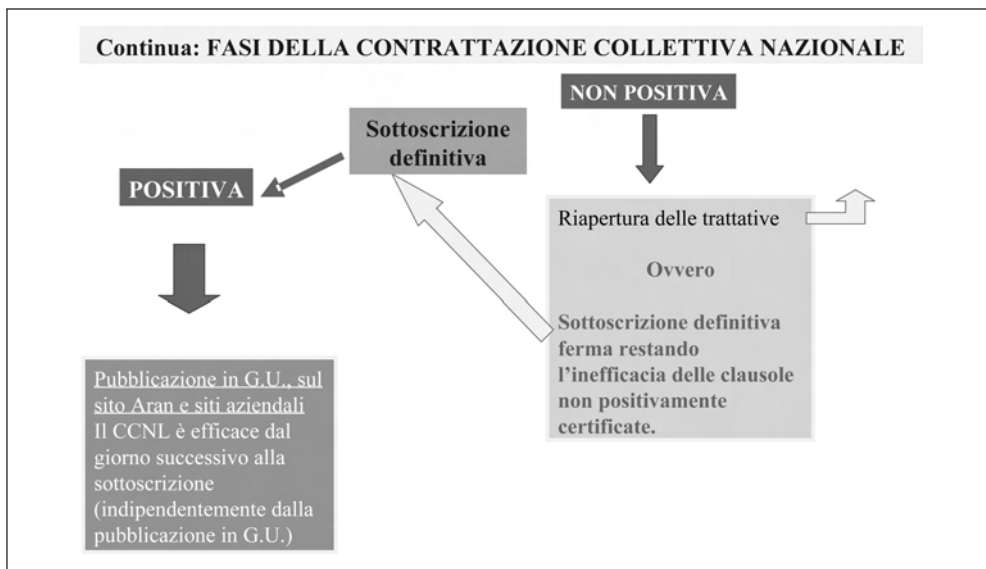 Continua: FASI DELLA CONTRATTAZIONE COLLETTIVA NAZIONALE
NON POSITIVA
Sottoscrizione
definitiva
POSITIVA
Riapertura delle trattative
Ovvero
Sottoscrizione definitiva
ferma restando
l'inefficacia delle clausole
non positivamente
certificate.
Pubblicazione in G.U., sul
sito Aran e siti aziendali
Il CCNL è efficace dal
giorno successivo alla
sottoscrizione
(indipendentemente dalla
pubblicazione in G.U.)